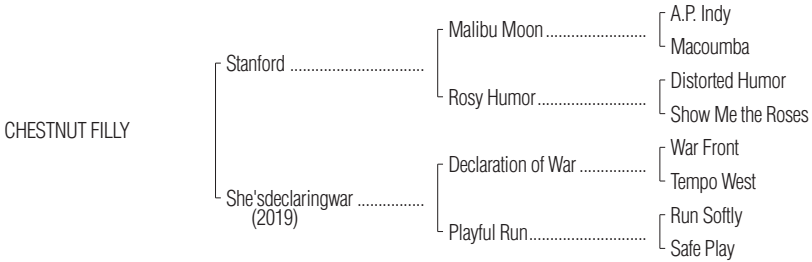 A.P. Indy
Malibu Moon ........................
Macoumba
Stanford ................................
Distorted Humor
Rosy Humor..........................
Show Me the Roses
CHESTNUT FILLY
War Front
Declaration of War ................
Tempo West
She'sdeclaringwar ................
(2019)
Run Softly
Playful Run............................
Safe Play